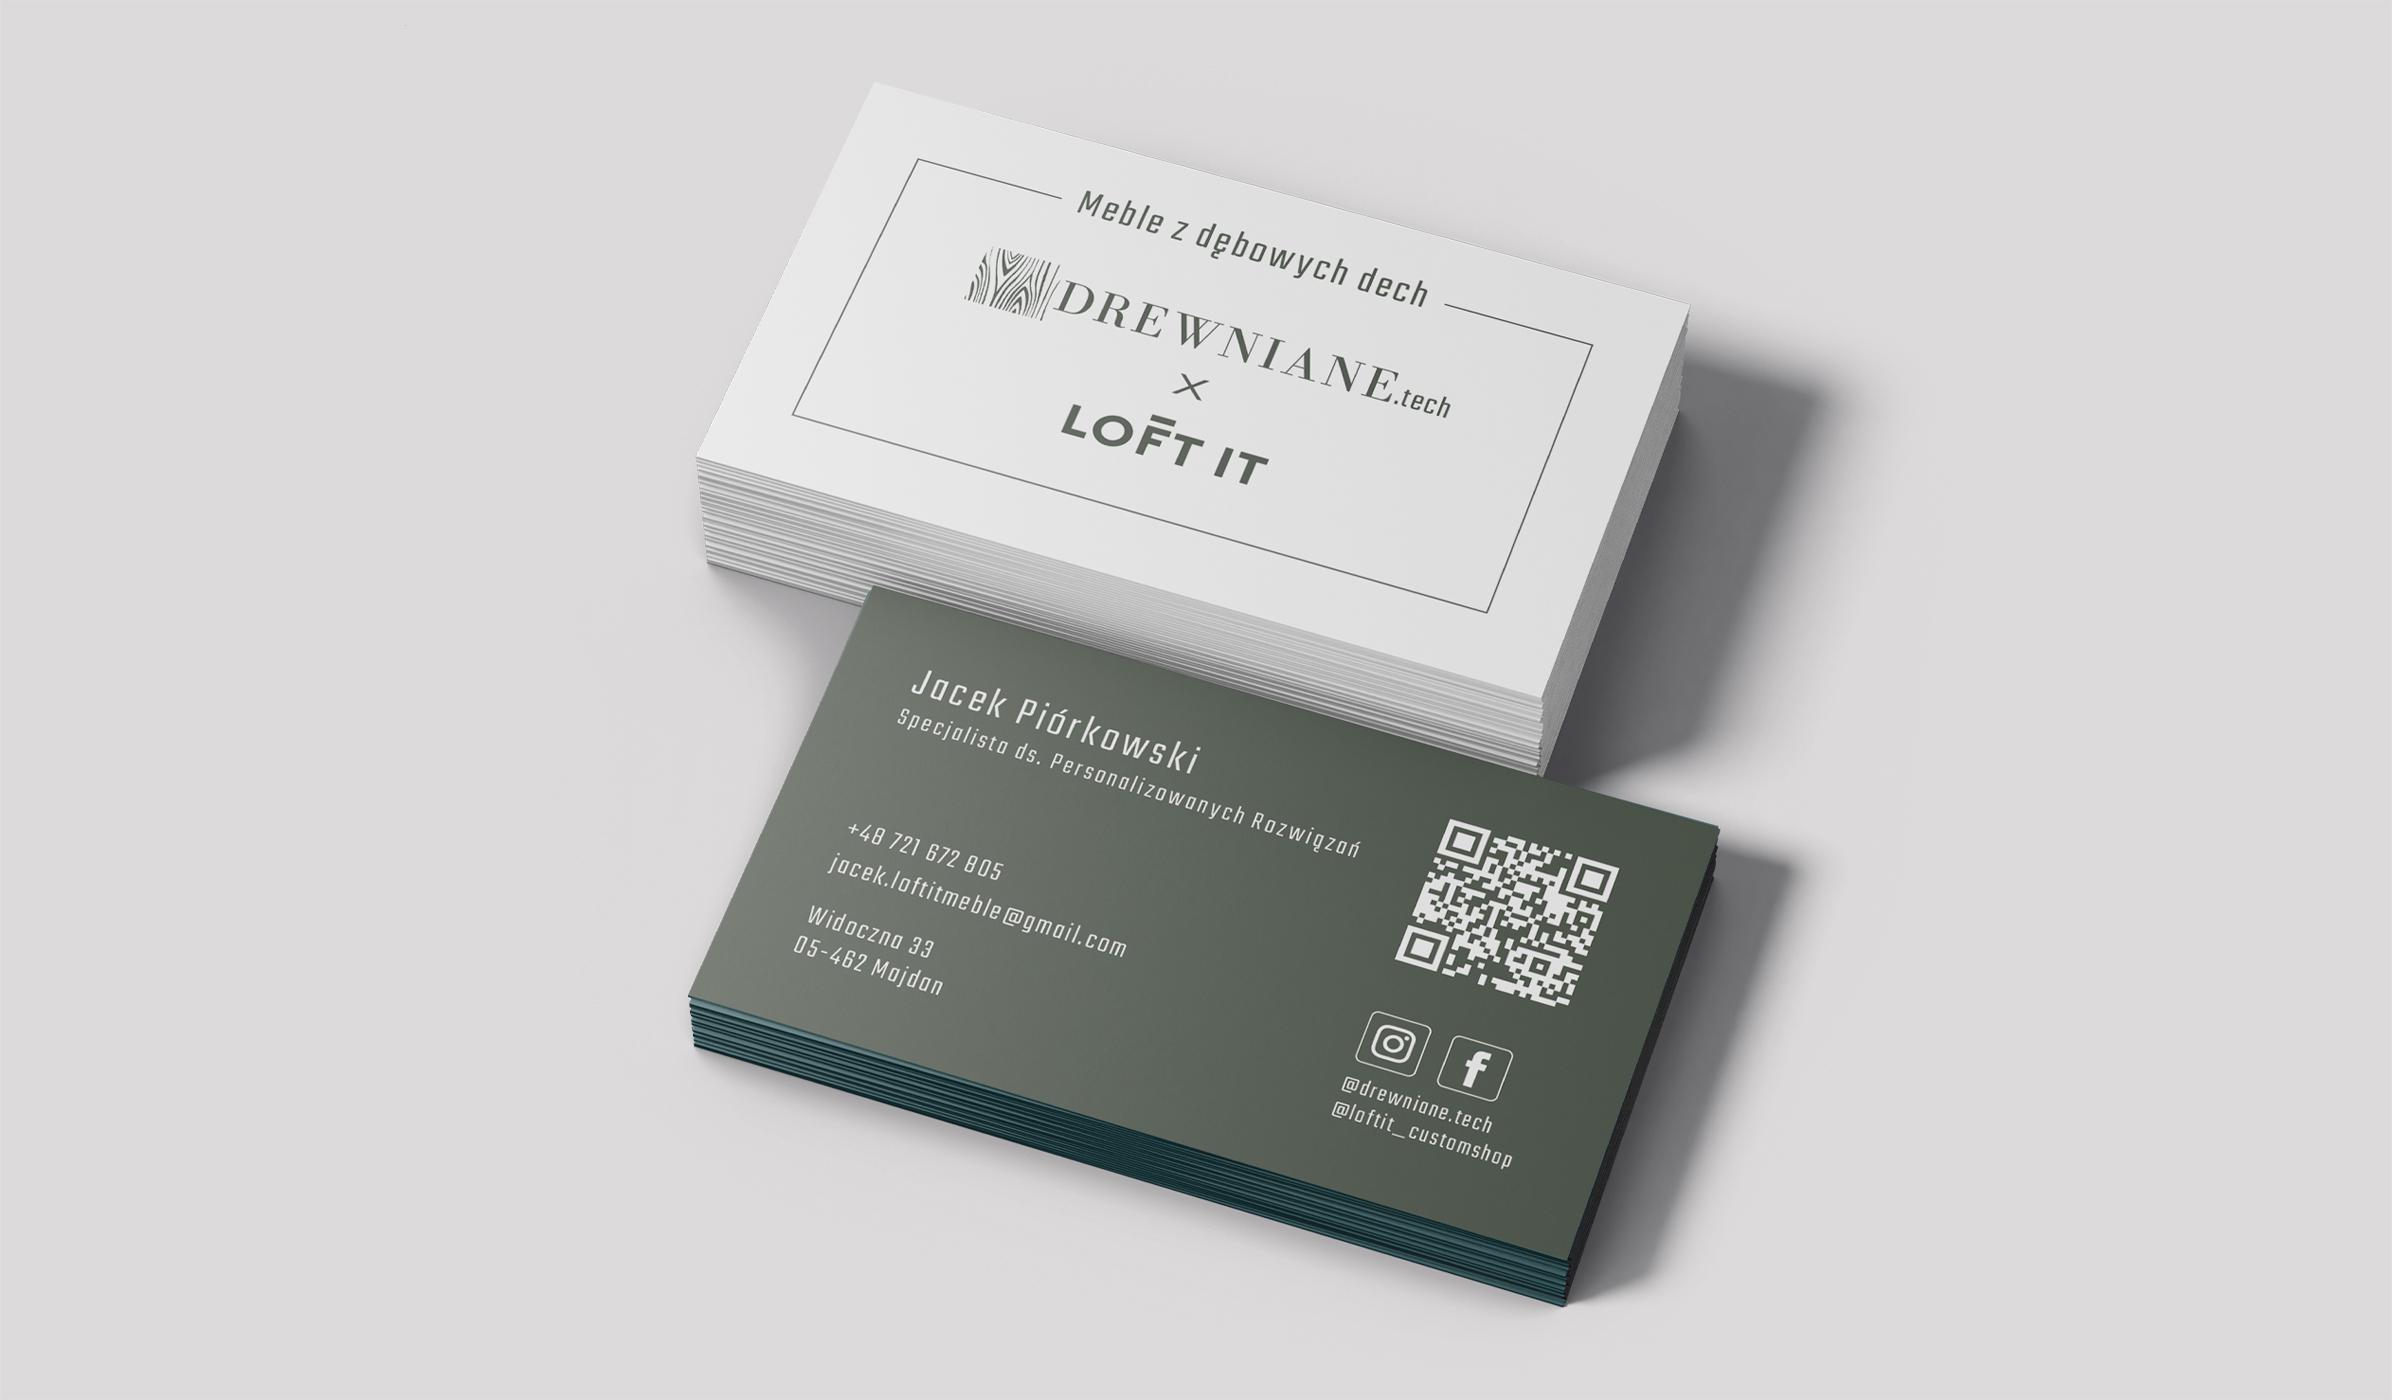 Meble z dębowych dech
DREWNIANE.tech
X
LOFT IT
Jacek Piórkowski
Specjalista ds. Personalizowanych Rozwiązań
+48 721 672 805
jacek.loftitmeble@gmail.com
Widoczna 33
05-462 Majdan
@drewniane.tech
@loftit_customshop